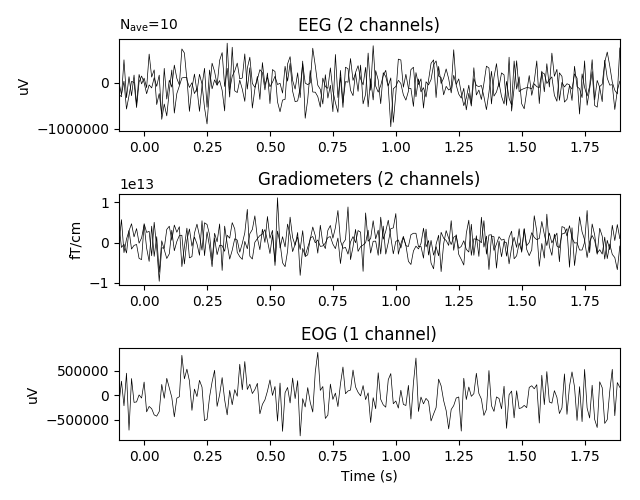 Nave=10
EEG (2 channels)
uV
0
−1000000
0.00 0.25 0.50 0.75 1.00 1.25 1.50 1.75
1e13
Gradiometers (2 channels)
fT/cm
1
0
−1
0.00 0.25 0.50 0.75 1.00 1.25 1.50 1.75
EOG (1 channel)
uV
500000
0
−500000
0.00 0.25 0.50 0.75 1.00 1.25 1.50 1.75
Time (s)